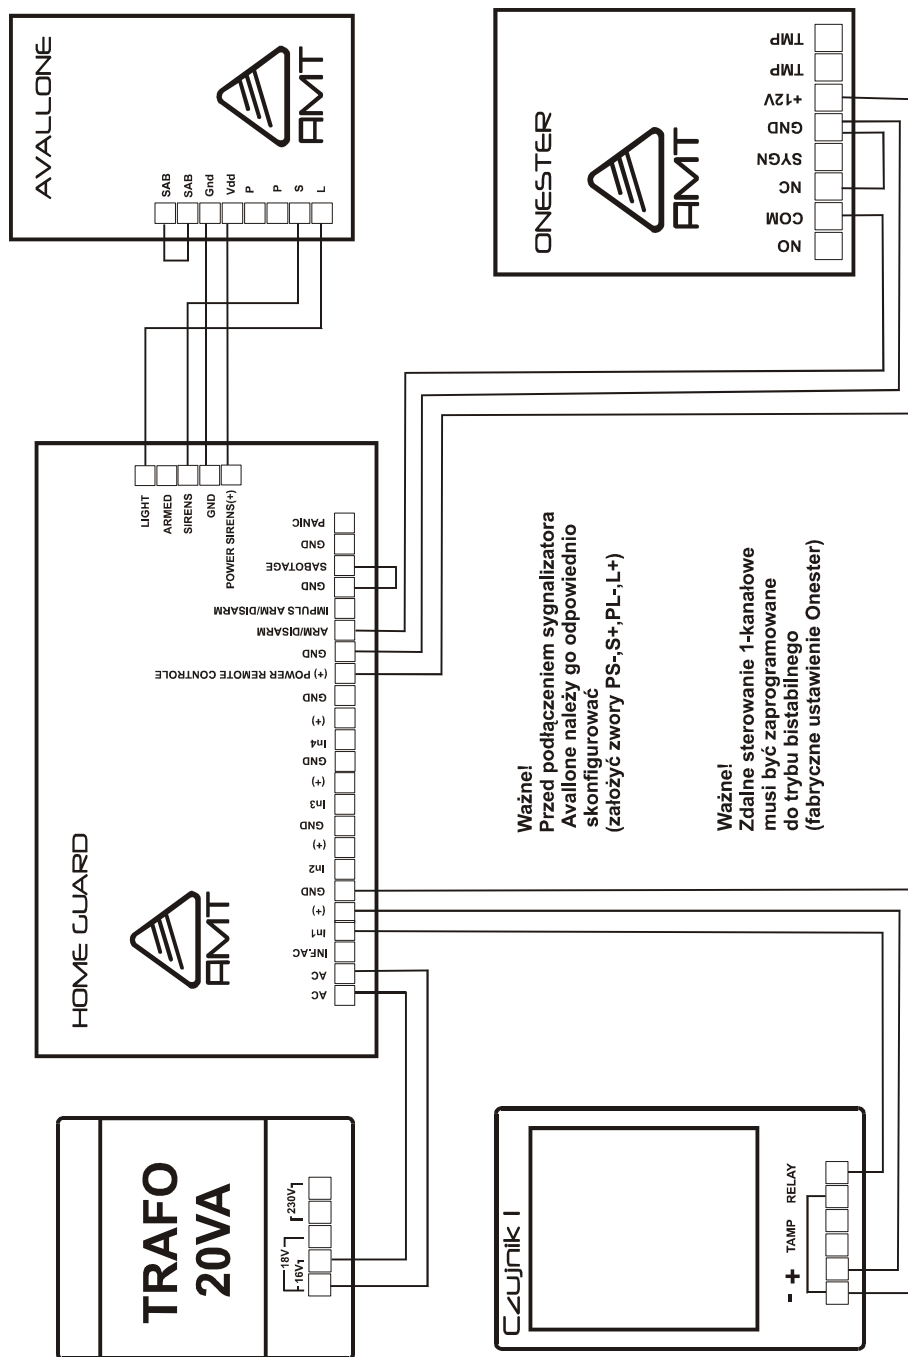 AVALLONE
AMT
SAB
SAB
Gnd
Vdd
P
P
S
L
ONESTER
AMT
TMP
TMP
+12V
GND
SYGN
NC
COM
NO
HOME GUARD
AMT
LIGHT
ARMED
SIRENS
GND
POWER SIRENS(+)
PANIC
GND
SABOTAGE
GND
IMPULS ARM/DISARM
ARM/DISARM
GND
(+) POWER REMOTE CONTROLE
GND
(+)
In4
GND
(+)
In3
GND
(+)
In2
GND
(+)
In1
INF.AC
AC
AC
Ważne!
Przed podłączeniem sygnalizatora
Avallone należy go odpowiednio
skonfigurować
(założyć zwory PS-,S+,PL-,L+)
Ważne!
Zdalne sterowanie 1-kanałowe
musi być zaprogramowane
do trybu bistabilnego
(fabryczne ustawienie Onester)
TRAFO
20VA
16V
18V
230V
Czujnik I
- +
TAMP
RELAY